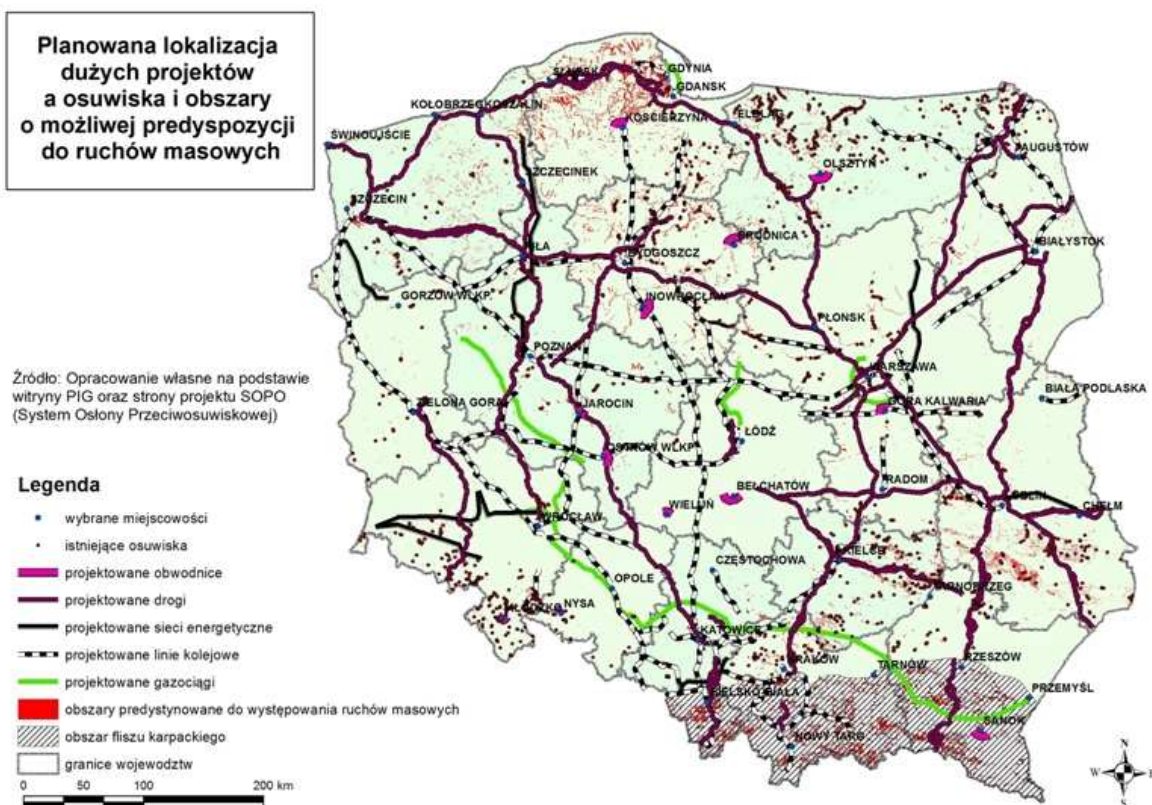 Planowana lokalizacja
dużych projektów
a osuwiska i obszary
o możliwej predyspozycji
do ruchów masowych
GDYNIA
GDAŃSK
KOŁOBRZEG
KOSZALIN
KOŚCIERZYNA
ELBLĄG
ŚWINOUJŚCIE
AUGUSTÓW
OLSZTYN
SZCZECINEK
SZCZECIN
BRODNICA
BIAŁYSTOK
BYDGOSZCZ
GORZÓW WLKP.
INOWROCŁAW
PŁOŃSK
POZNAŃ
WARSZAWA
Źródło: Opracowanie własne na podstawie
witryny PIG oraz strony projektu SOPO
(System Osłony Przeciwosuwiskowej)
BIAŁA PODLASKA
ZIELONA GÓRA
JAROCIN
GÓRA KALWARIA
ŁÓDŹ
OSTRÓW WLKP
RADOM
BEŁCHATÓW
WIELUŃ
CHEŁM
WROCŁAW
CZĘSTOCHOWA
OPOLE
NYSA
KATOWICE
KRAKÓW
TARNÓW
RZESZÓW
BIELSKO-BIAŁA
PRZEMYŚL
NOWY TARG
SANOK
Legenda
wybrane miejscowości
istniejące osuwiska
projektowane obwodnice
projektowane drogi
projektowane sieci energetyczne
projektowane linie kolejowe
projektowane gazociągi
obszary predystynowane do występowania ruchów masowych
obszar fliszu karpackiego
granice wojewodztw
0 50 100 200 km
N
W E
S